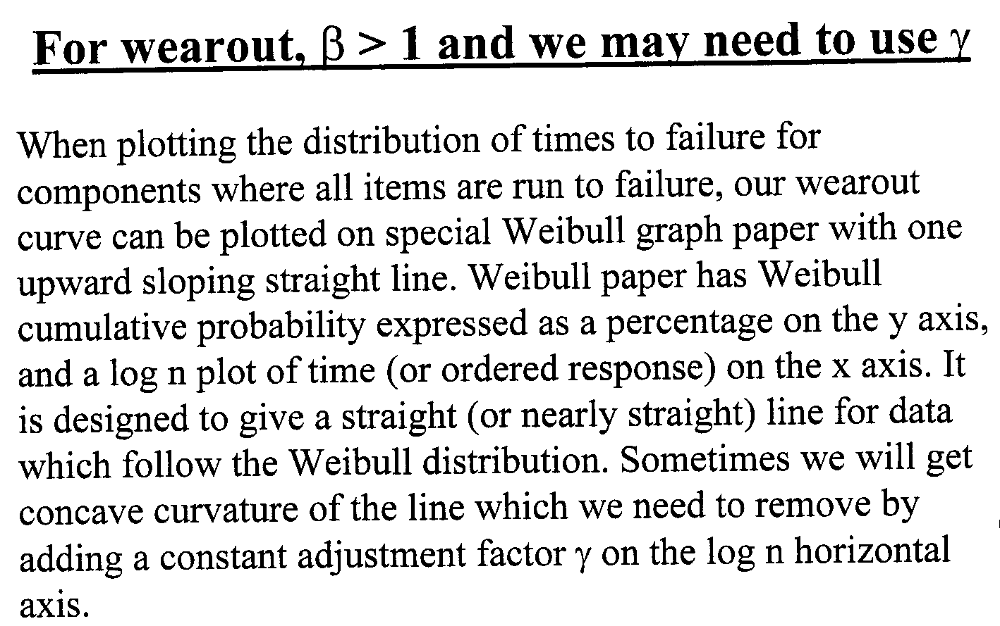 For wearout, β > 1 and we may need to use γ
When plotting the distribution of times to failure for
components where all items are run to failure, our wearout
curve can be plotted on special Weibull graph paper with one
upward sloping straight line. Weibull paper has Weibull
cumulative probability expressed as a percentage on the y axis,
and a log n plot of time (or ordered response) on the x axis. It
is designed to give a straight (or nearly straight) line for data
which follow the Weibull distribution. Sometimes we will get
concave curvature of the line which we need to remove by
adding a constant adjustment factor γ on the log n horizontal
axis.